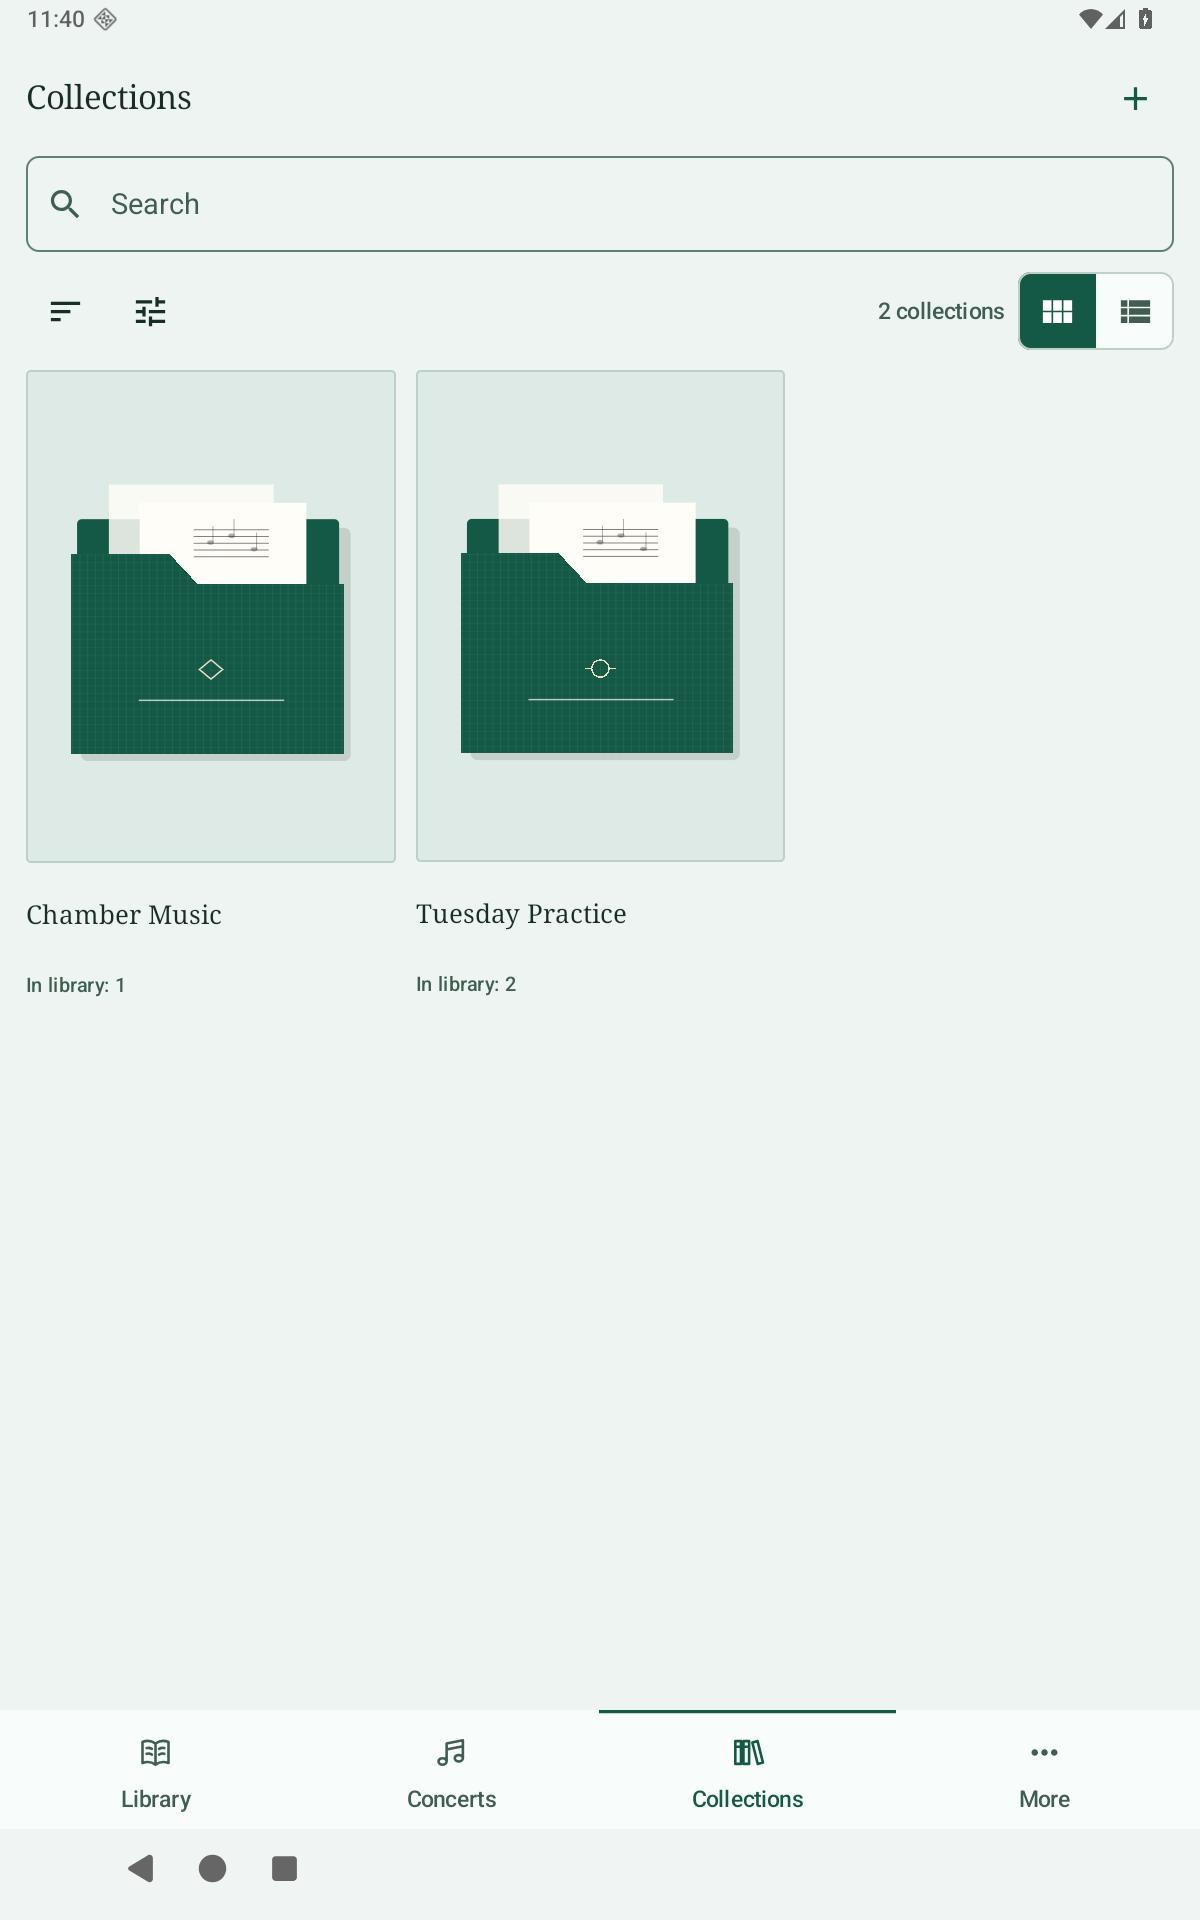 11:40
Collections
Search
2 collections
Chamber Music
In library: 1
Tuesday Practice
In library: 2
Library
Concerts
Collections
More